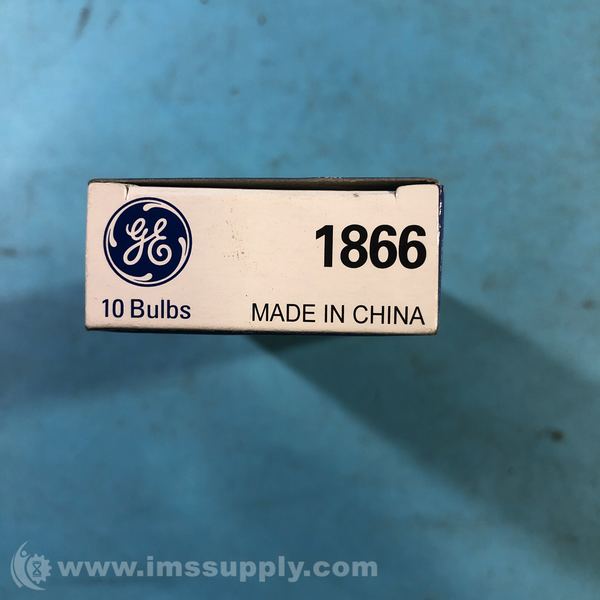 GE
1866
10 Bulbs
MADE IN CHINA
www.imssupply.com